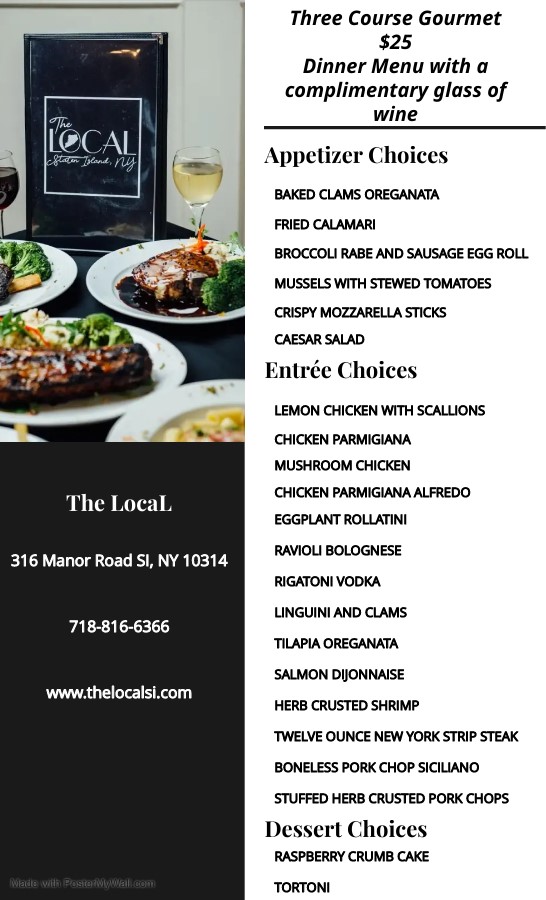 The
LOCAL
Staten Island, NY
The LocaL
316 Manor Road SI, NY 10314
718-816-6366
www.thelocalsi.com
Made with PosterMyWall.com
Three Course Gourmet
$25
Dinner Menu with a
complimentary glass of
wine
Appetizer Choices
BAKED CLAMS OREGANATA
FRIED CALAMARI
BROCCOLI RABE AND SAUSAGE EGG ROLL
MUSSELS WITH STEWED TOMATOES
CRISPY MOZZARELLA STICKS
CAESAR SALAD
Entrée Choices
LEMON CHICKEN WITH SCALLIONS
CHICKEN PARMIGIANA
MUSHROOM CHICKEN
CHICKEN PARMIGIANA ALFREDO
EGGPLANT ROLLATINI
RAVIOLI BOLOGNESE
RIGATONI VODKA
LINGUINI AND CLAMS
TILAPIA OREGANATA
SALMON DIJONNAISE
HERB CRUSTED SHRIMP
TWELVE OUNCE NEW YORK STRIP STEAK
BONELESS PORK CHOP SICILIANO
STUFFED HERB CRUSTED PORK CHOPS
Dessert Choices
RASPBERRY CRUMB CAKE
TORTONI